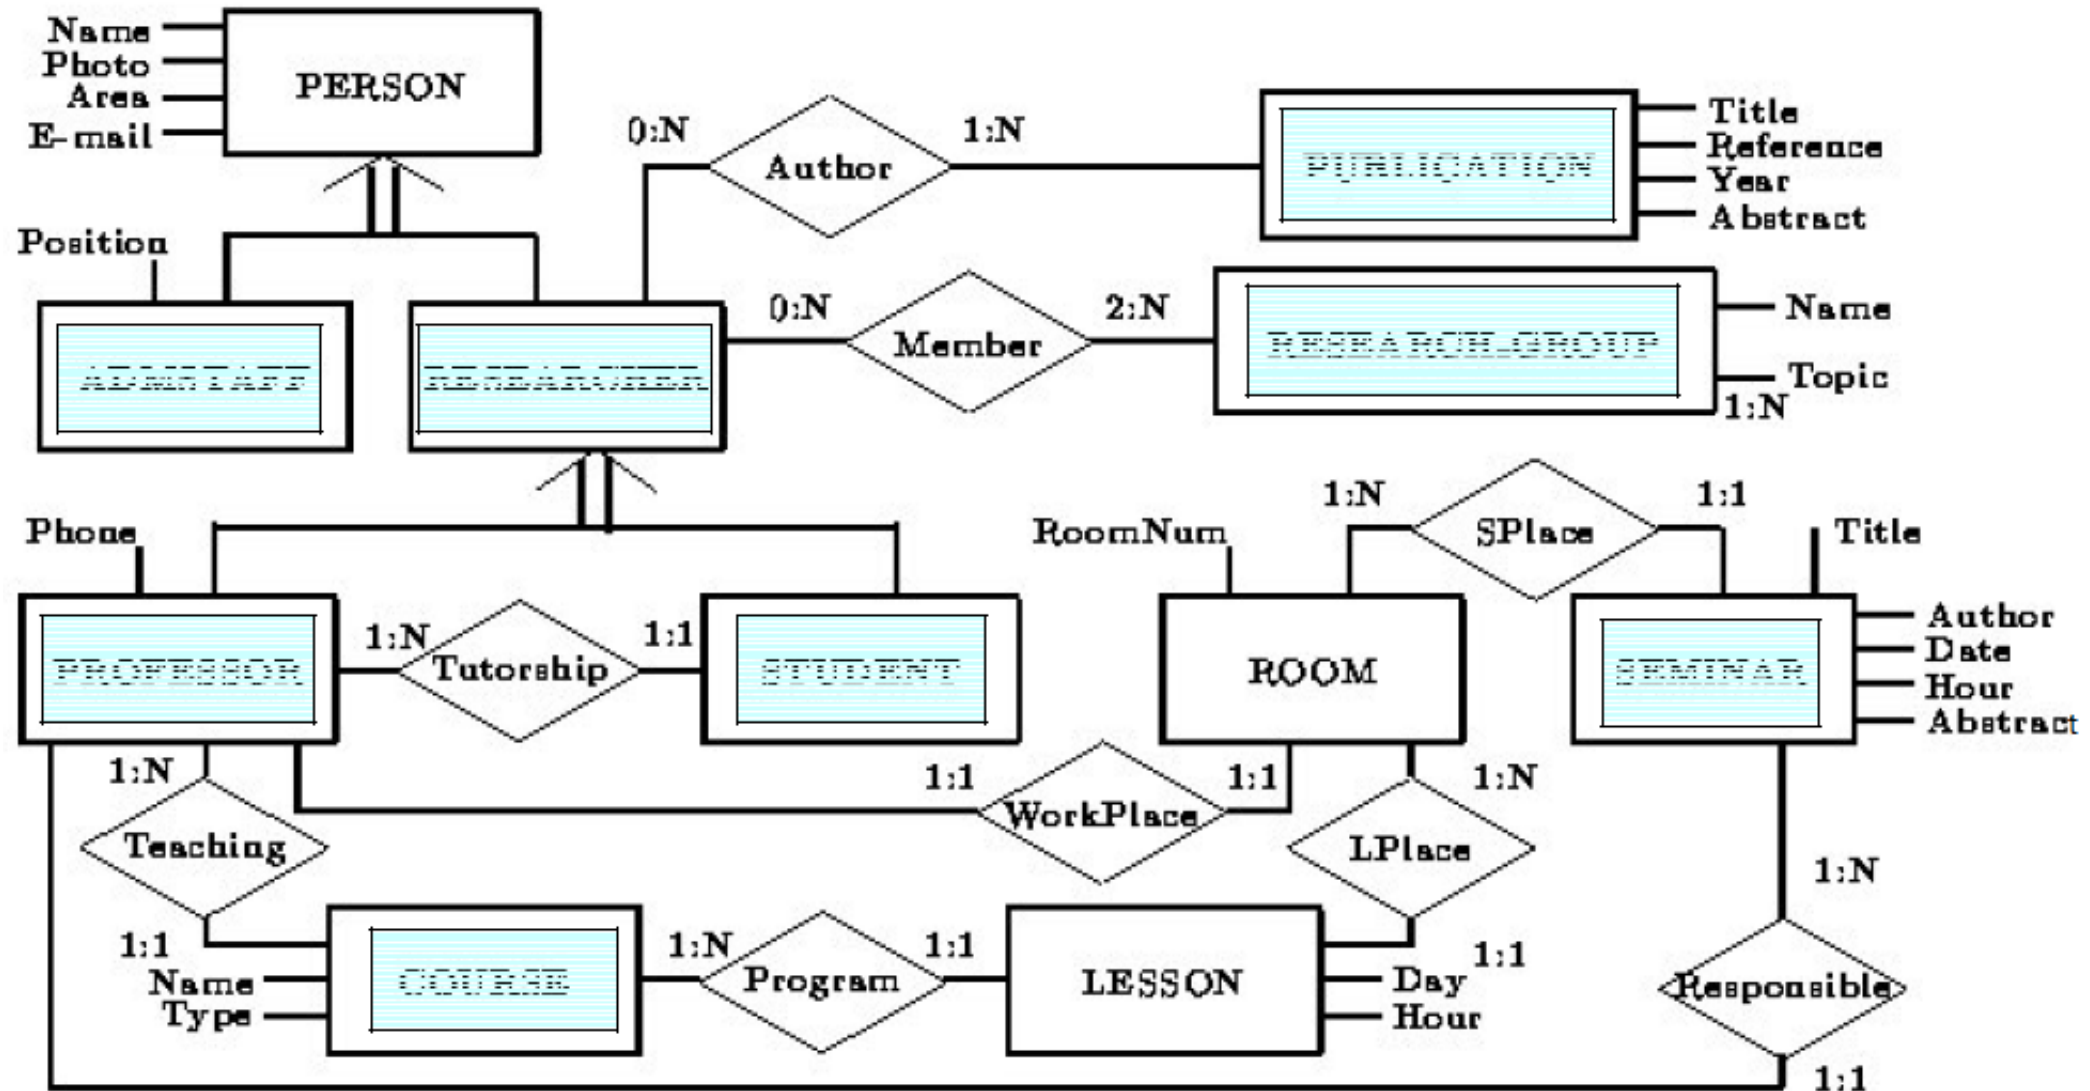 Name
Photo
Area
E-mail
PERSON
0:N
Author
1:N
PUBLICATION
Title
Reference
Year
Abstract
Position
ADMSTAFF
RESEARCHER
0:N
Member
2:N
RESEARCH-GROUP
Name
Topic
1:N
Phone
RoomNum
1:N
SPlace
1:1
Title
PROFESSOR
1:N
Tutorship
1:1
STUDENT
ROOM
SEMINAR
Author
Date
Hour
Abstract
1:N
Teaching
1:1
WorkPlace
1:1
1:N
LPlace
1:N
1:1
Name
Type
COURSE
1:N
Program
1:1
LESSON
1:1
Day
Hour
Responsible
1:1